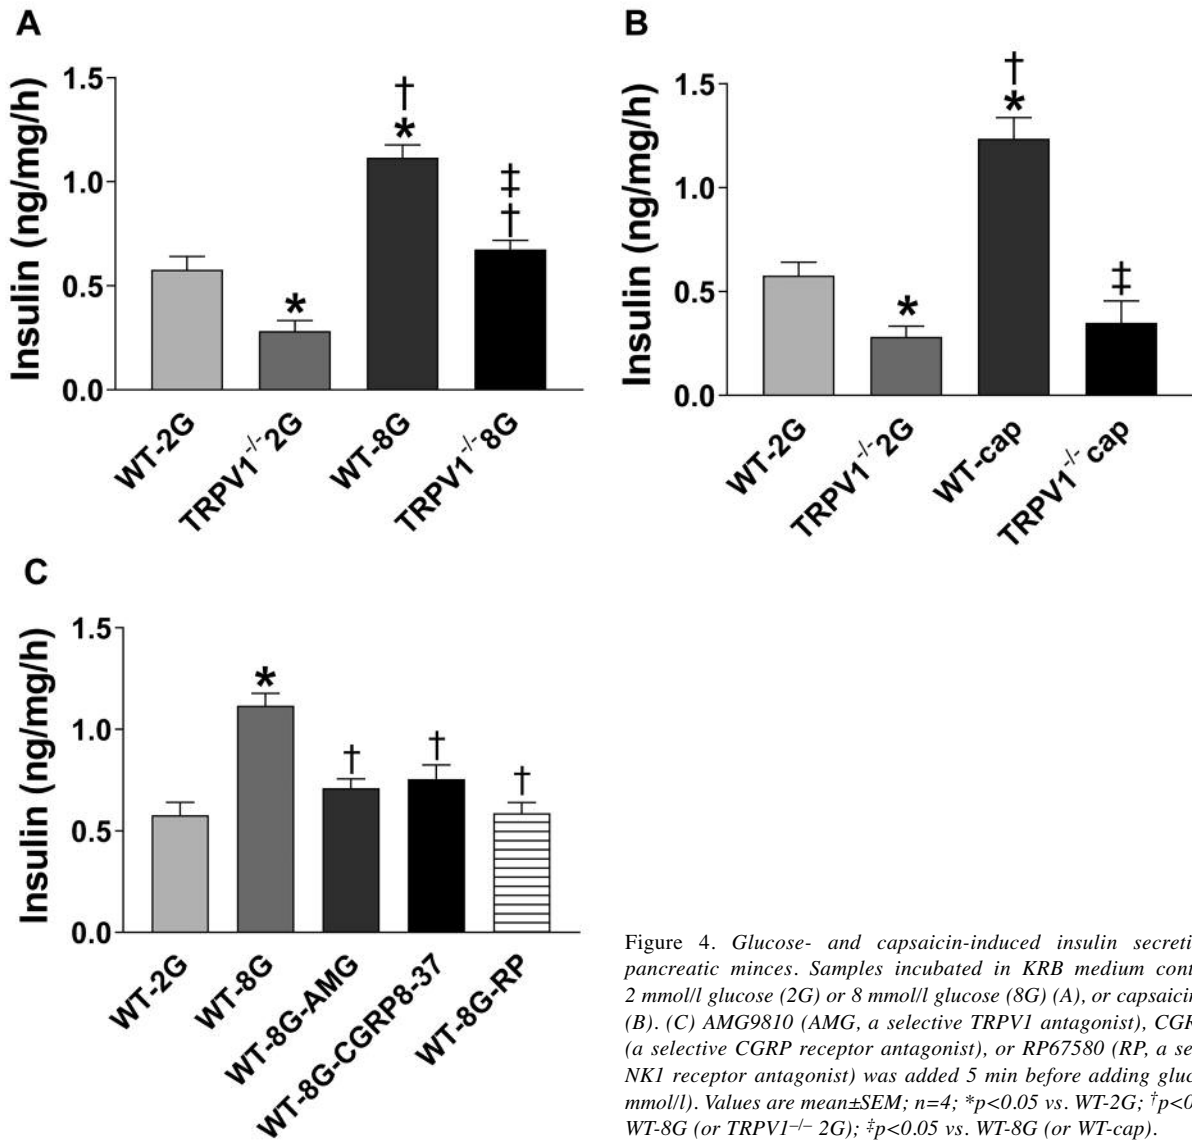 A
Insulin (ng/mg/h)
1.5
1.0
0.5
0.0
*
†
*
‡
†
WT-2G
TRPV1-/-2G
WT-8G
TRPV1-/-8G
B
Insulin (ng/mg/h)
1.5
1.0
0.5
0.0
*
†
*
‡
WT-2G
TRPV1-/-2G
WT-cap
TRPV1-/-cap
C
Insulin (ng/mg/h)
1.5
1.0
0.5
0.0
*
†
†
†
WT-2G
WT-8G
WT-8G-AMG
WT-8G-CGRP8-37
WT-8G-RP
Figure 4. Glucose- and capsaicin-induced insulin secreti
pancreatic minces. Samples incubated in KRB medium cont
2 mmol/l glucose (2G) or 8 mmol/l glucose (8G) (A), or capsaicin
(B). (C) AMG9810 (AMG, a selective TRPV1 antagonist), CGR
(a selective CGRP receptor antagonist), or RP67580 (RP, a se
NK1 receptor antagonist) was added 5 min before adding gluc
mmol/l). Values are mean±SEM; n=4; *p<0.05 vs. WT-2G; †p<0
WT-8G (or TRPV1–/– 2G); ‡p<0.05 vs. WT-8G (or WT-cap).